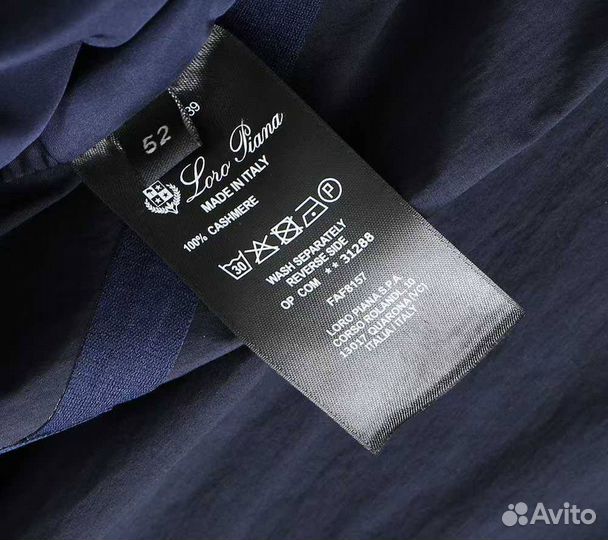 39
52
Loro Piana
MADE IN ITALY
100% CASHMERE
30
P
WASH SEPARATELY
REVERSE SIDE
OP COM ** 31288
FAF8157
LORO PIANA S.P.A.
CORSO ROLANDI, 10
13017 QUARONA (VC)
ITALIA / ITALY
Avito